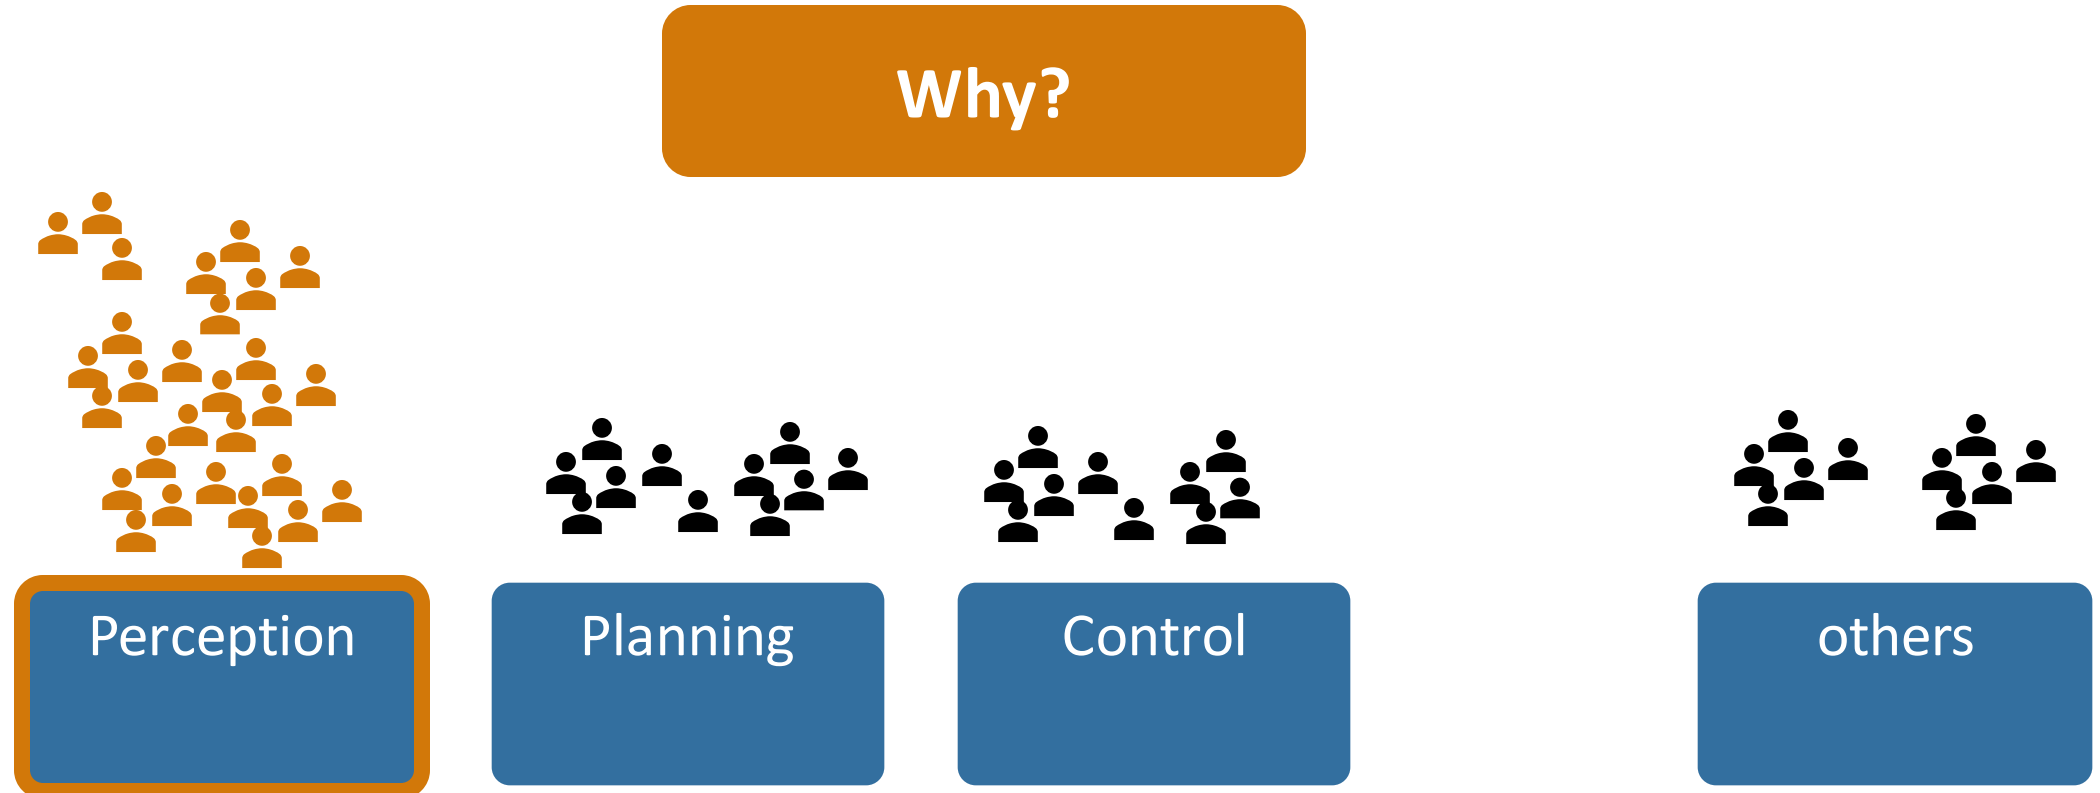 Why?
Perception
Planning
Control
others